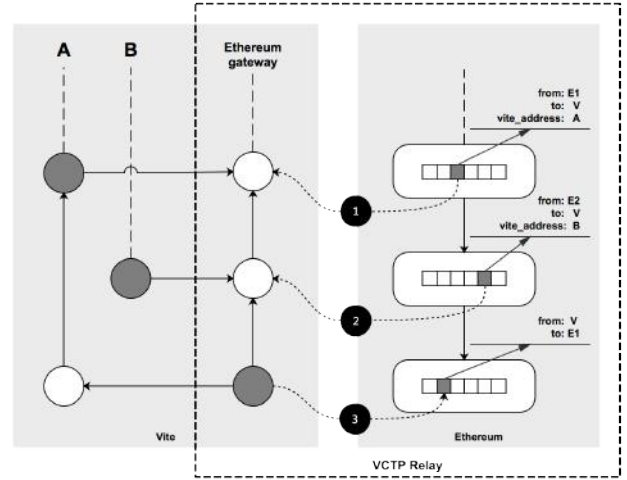 A
B
Ethereum
gateway
from: E1
to: V
vite_address: A
1
from: E2
to: V
vite_address: B
2
from: V
to: E1
3
Vite
Ethereum
VCTP Relay